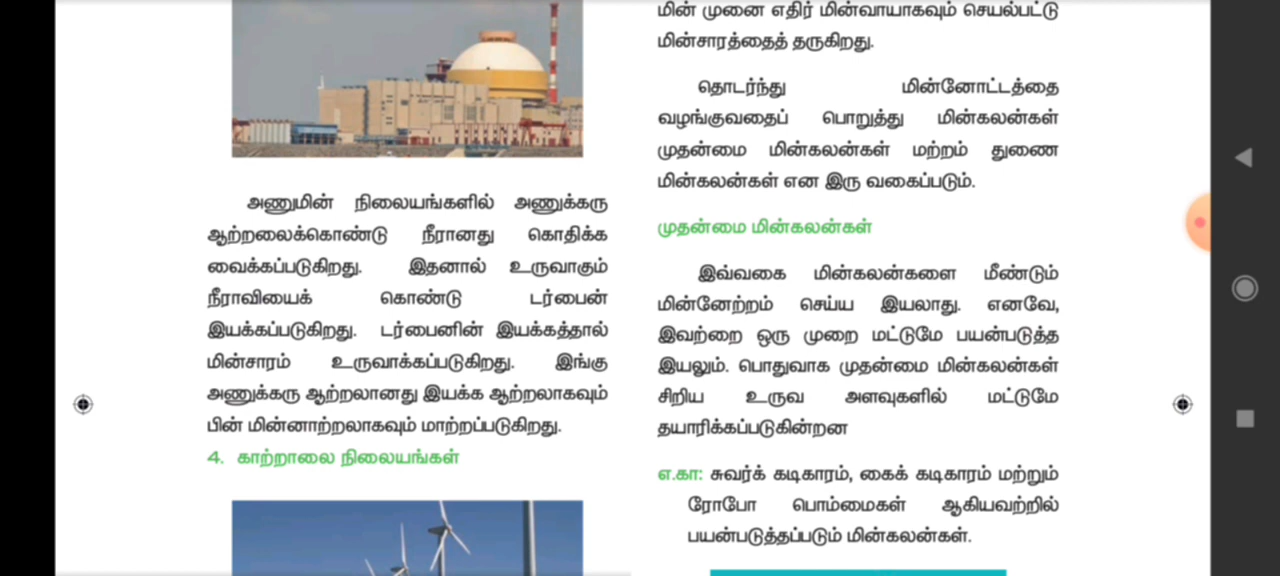 அணுமின் நிலையங்களில் அணுக்கரு
ஆற்றலைக்கொண்டு நீரானது கொதிக்க
வைக்கப்படுகிறது. இதனால் உருவாகும்
நீராவியைக் கொண்டு டர்பைன்
இயக்கப்படுகிறது. டர்பைனின் இயக்கத்தால்
மின்சாரம் உருவாக்கப்படுகிறது. இங்கு
அணுக்கரு ஆற்றலானது இயக்க ஆற்றலாகவும்
பின் மின்னாற்றலாகவும் மாற்றப்படுகிறது.
4. காற்றாலை நிலையங்கள்
மின் முனை எதிர் மின்வாயாகவும் செயல்பட்டு
மின்சாரத்தைத் தருகிறது.
தொடர்ந்து மின்னோட்டத்தை
வழங்குவதைப் பொறுத்து மின்கலன்கள்
முதன்மை மின்கலன்கள் மற்றம் துணை
மின்கலன்கள் என இரு வகைப்படும்.
முதன்மை மின்கலன்கள்
இவ்வகை மின்கலன்களை மீண்டும்
மின்னேற்றம் செய்ய இயலாது. எனவே,
இவற்றை ஒரு முறை மட்டுமே பயன்படுத்த
இயலும். பொதுவாக முதன்மை மின்கலன்கள்
சிறிய உருவ அளவுகளில் மட்டுமே
தயாரிக்கப்படுகின்றன
எ.கா: சுவர்க் கடிகாரம், கைக் கடிகாரம் மற்றும்
ரோபோ பொம்மைகள் ஆகியவற்றில்
பயன்படுத்தப்படும் மின்கலன்கள்.